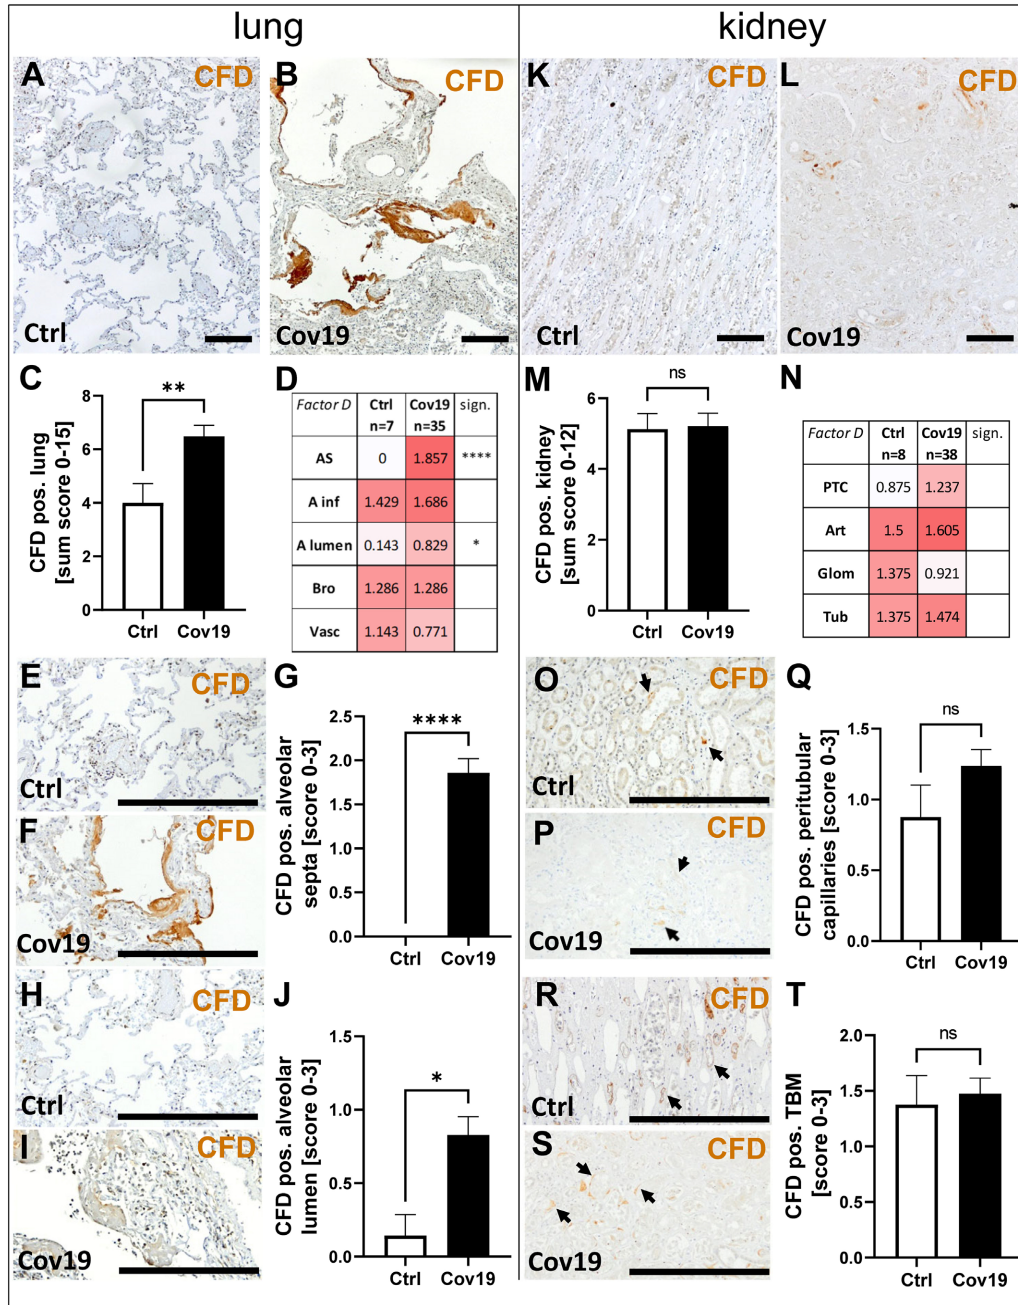 lung
kidney
A
CFD
Ctrl
B
CFD
Cov19
K
CFD
Ctrl
L
CFD
Cov19
C
CFD pos. lung
[sum score 0-15]
8
6
4
2
0
**
Ctrl Cov19
D
Factor D Ctrl n=7 Cov19 n=35 sign.
AS 0 1.857 ****
A inf 1.429 1.686
A lumen 0.143 0.829 *
Bro 1.286 1.286
Vasc 1.143 0.771
M
CFD pos. kidney
[sum score 0-12]
6
4
2
0
ns
Ctrl Cov19
N
Factor D Ctrl n=8 Cov19 n=38 sign.
PTC 0.875 1.237
Art 1.5 1.605
Glom 1.375 0.921
Tub 1.375 1.474
E
CFD
Ctrl
F
CFD
Cov19
G
CFD pos. alveolar
septa [score 0-3]
2.5
2.0
1.5
1.0
0.5
0.0
****
Ctrl Cov19
H
CFD
Ctrl
I
CFD
Cov19
J
CFD pos. alveolar
lumen [score 0-3]
1.5
1.0
0.5
0.0
*
Ctrl Cov19
O
CFD
Ctrl
P
CFD
Cov19
Q
CFD pos. peritubular
capillaries [score 0-3]
1.5
1.0
0.5
0.0
ns
Ctrl Cov19
R
CFD
Ctrl
S
CFD
Cov19
T
CFD pos. TBM
[score 0-3]
2.0
1.5
1.0
0.5
0.0
ns
Ctrl Cov19